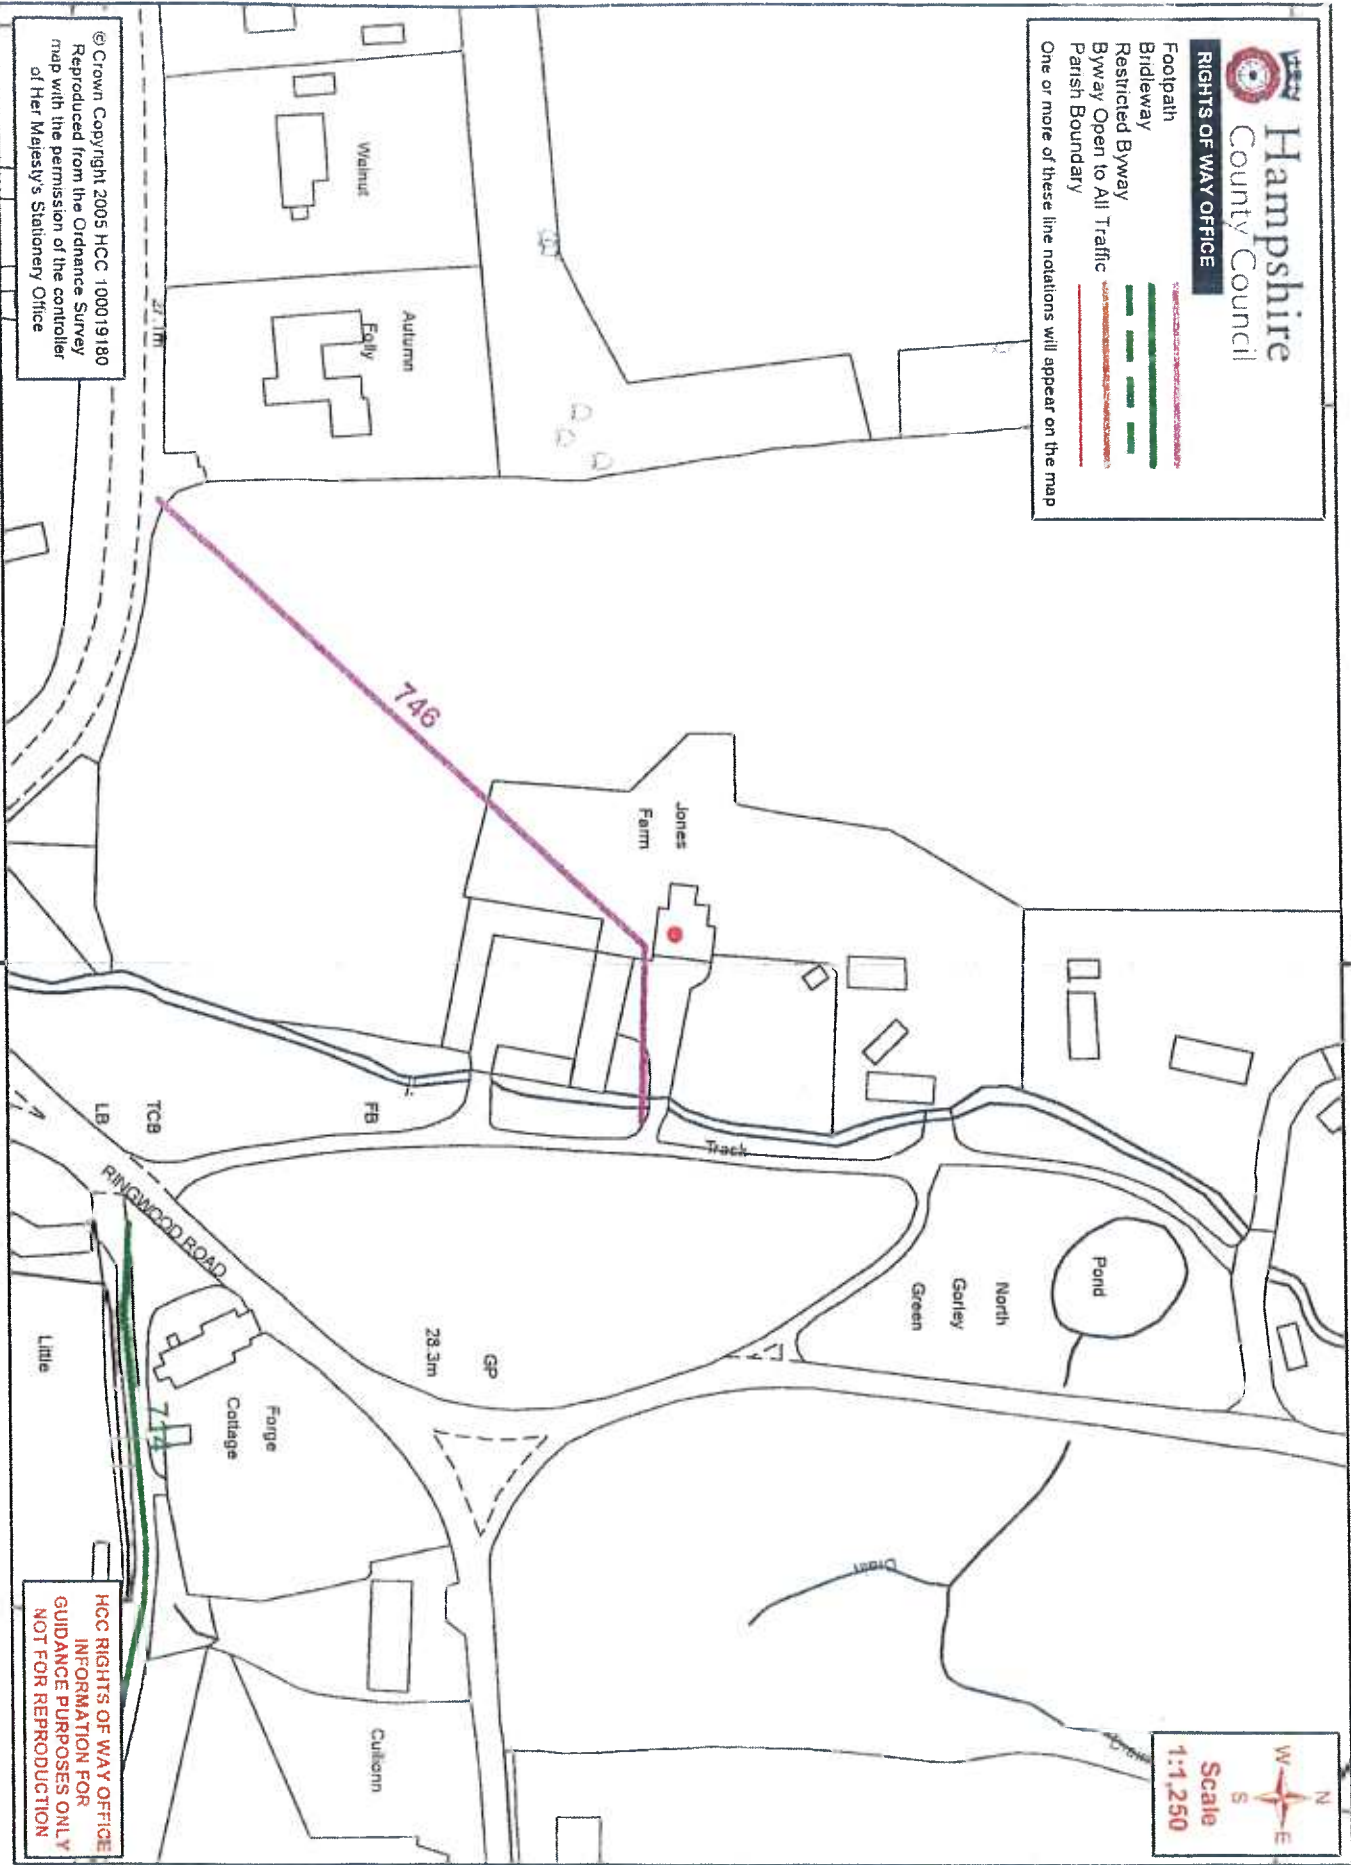 Hampshire
County Council
RIGHTS OF WAY OFFICE
Footpath
Bridleway
Restricted Byway
Byway Open to All Traffic
Parish Boundary
One or more of these line notations will appear on the map
N
W E
S
Scale
1:1,250
Pond
North
Gorley
Green
Track
Drain
Jones
Farm
746
Walnut
Autumn
Folly
27.1m
GP
28.3m
FB
TCB
LB
RINGWOOD ROAD
Forge
Cottage
714
Little
Cullonn
© Crown Copyright 2005 HCC 100019180
Reproduced from the Ordnance Survey
map with the permission of the controller
of Her Majesty's Stationery Office
HCC RIGHTS OF WAY OFFICE
INFORMATION FOR
GUIDANCE PURPOSES ONLY
NOT FOR REPRODUCTION